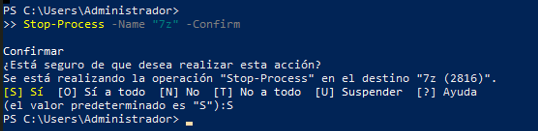 PS C:\Users\Administrador>
>> Stop-Process -Name "7z" -Confirm
Confirmar
¿Está seguro de que desea realizar esta acción?
Se está realizando la operación "Stop-Process" en el destino "7z (2816)".
[S] Sí  [O] Sí a todo  [N] No  [T] No a todo  [U] Suspender  [?] Ayuda
(el valor predeterminado es "S"):S
PS C:\Users\Administrador> _